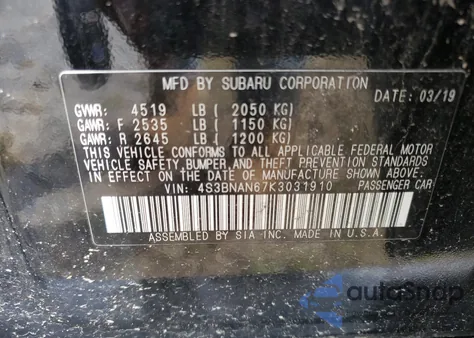 MFD BY SUBARU CORPORATION
DATE: 03/19
GVWR: 4519 LB ( 2050 KG)
GAWR: F 2535 LB ( 1150 KG)
GAWR: R 2645 LB ( 1200 KG)
THIS VEHICLE CONFORMS TO ALL APPLICABLE FEDERAL MOTOR
VEHICLE SAFETY,BUMPER,AND THEFT PREVENTION STANDARDS
IN EFFECT ON THE DATE OF MANUFACTURE SHOWN ABOVE.
VIN: 4S3BNAN67K3031910 PASSENGER CAR
ASSEMBLED BY SIA INC. MADE IN U.S.A.
autoSnap